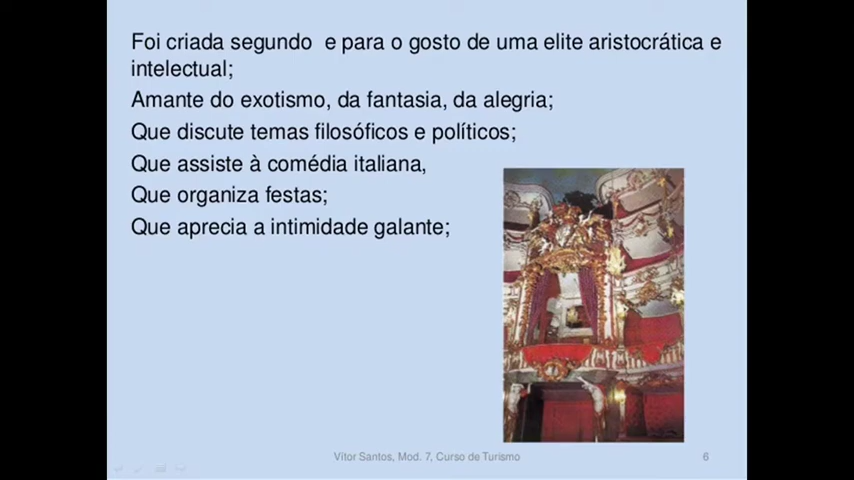 Foi criada segundo  e para o gosto de uma elite aristocrática e
intelectual;
Amante do exotismo, da fantasia, da alegria;
Que discute temas filosóficos e políticos;
Que assiste à comédia italiana,
Que organiza festas;
Que aprecia a intimidade galante;
Vítor Santos, Mod. 7, Curso de Turismo
6